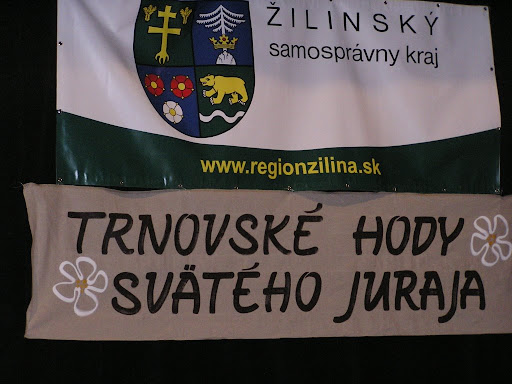 ŽILINSKÝ
samosprávny kraj
www.regionzilina.sk
TRNOVSKÉ HODY
SVÄTÉHO JURAJA